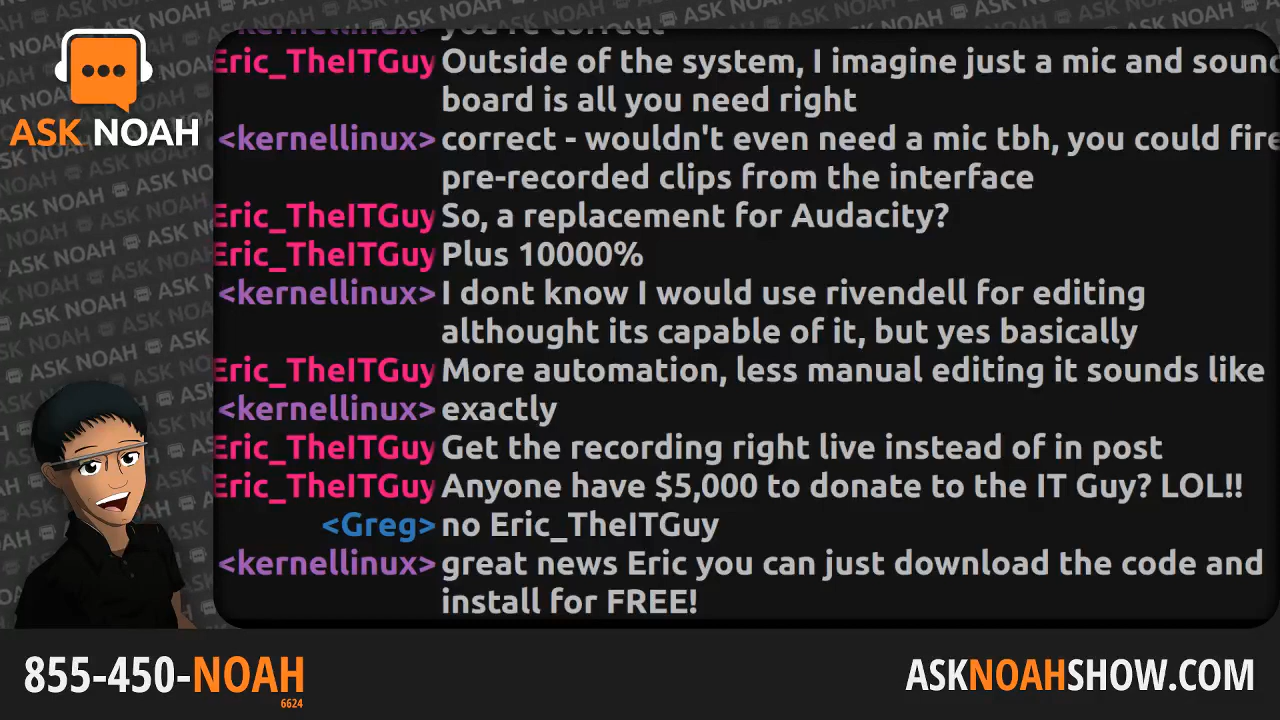 ASK NOAH
<kernellinux> you're correct
Eric_TheITGuy Outside of the system, I imagine just a mic and sound
board is all you need right
<kernellinux> correct - wouldn't even need a mic tbh, you could fire
pre-recorded clips from the interface
Eric_TheITGuy So, a replacement for Audacity?
Eric_TheITGuy Plus 10000%
<kernellinux> I dont know I would use rivendell for editing
althought its capable of it, but yes basically
Eric_TheITGuy More automation, less manual editing it sounds like
<kernellinux> exactly
Eric_TheITGuy Get the recording right live instead of in post
Eric_TheITGuy Anyone have $5,000 to donate to the IT Guy? LOL!!
<Greg> no Eric_TheITGuy
<kernellinux> great news Eric you can just download the code and
install for FREE!
855-450-NOAH
6624
ASKNOAHSHOW.COM